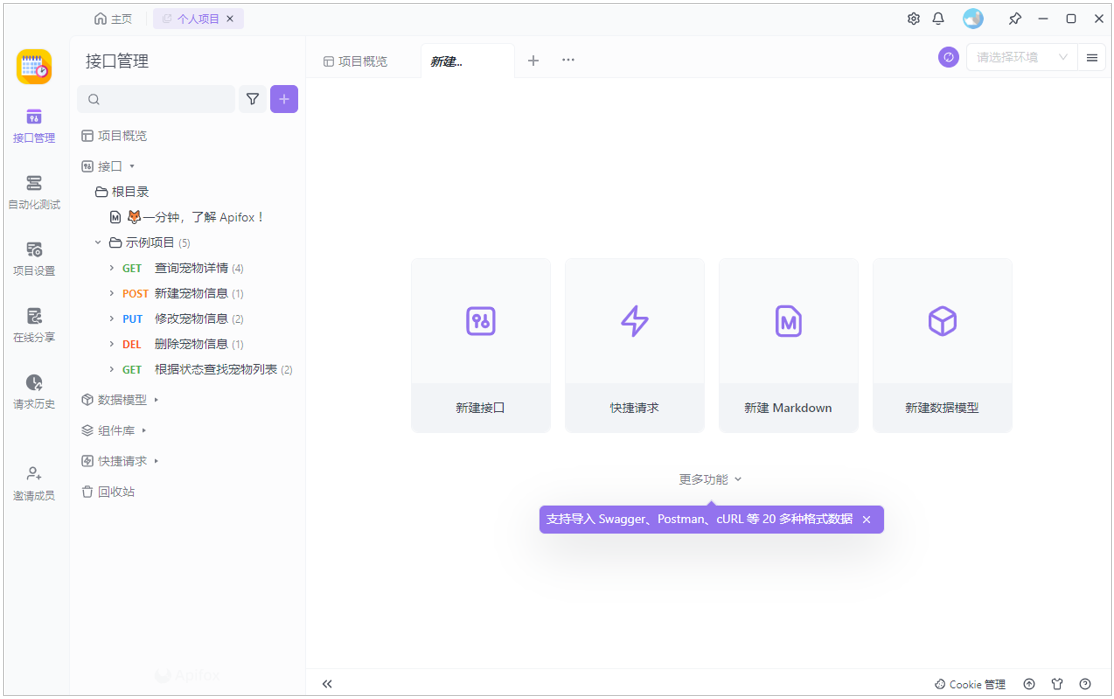 主页
个人项目
接口管理
项目概览
新建...
请选择环境
接口管理
自动化测试
项目设置
在线分享
请求历史
邀请成员
项目概览
接口
根目录
一分钟，了解 Apifox！
示例项目 (5)
GET 查询宠物详情 (4)
POST 新建宠物信息 (1)
PUT 修改宠物信息 (2)
DEL 删除宠物信息 (1)
GET 根据状态查找宠物列表 (2)
数据模型
组件库
快捷请求
回收站
Apifox
新建接口
快捷请求
新建 Markdown
新建数据模型
更多功能
支持导入 Swagger、Postman、cURL 等 20 多种格式数据
Cookie 管理